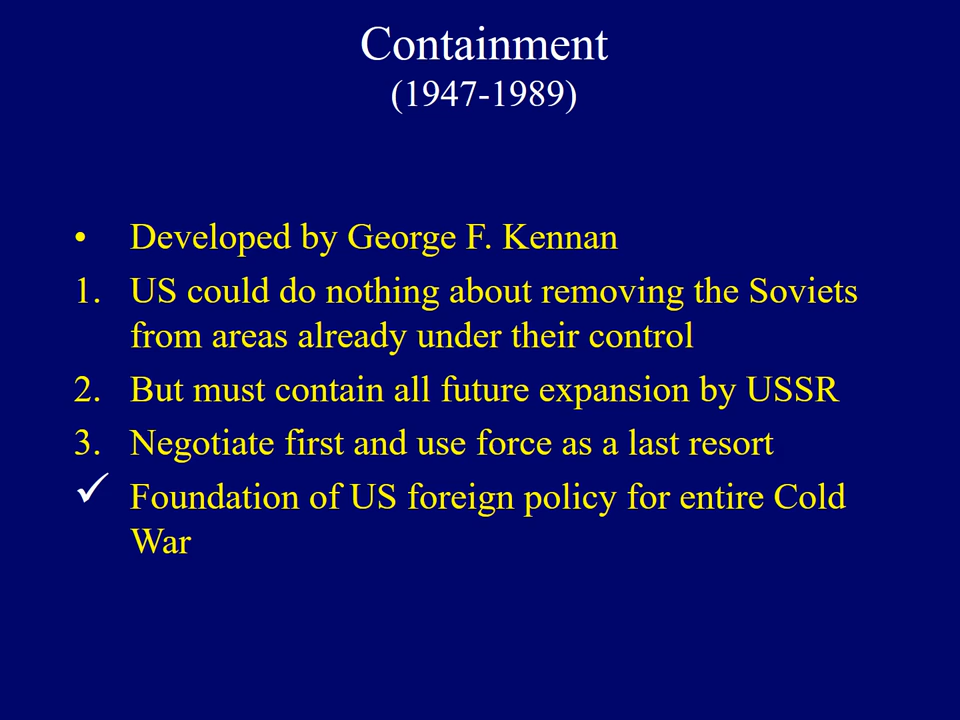 Containment
(1947-1989)
• Developed by George F. Kennan
1. US could do nothing about removing the Soviets
from areas already under their control
2. But must contain all future expansion by USSR
3. Negotiate first and use force as a last resort
✓ Foundation of US foreign policy for entire Cold
War